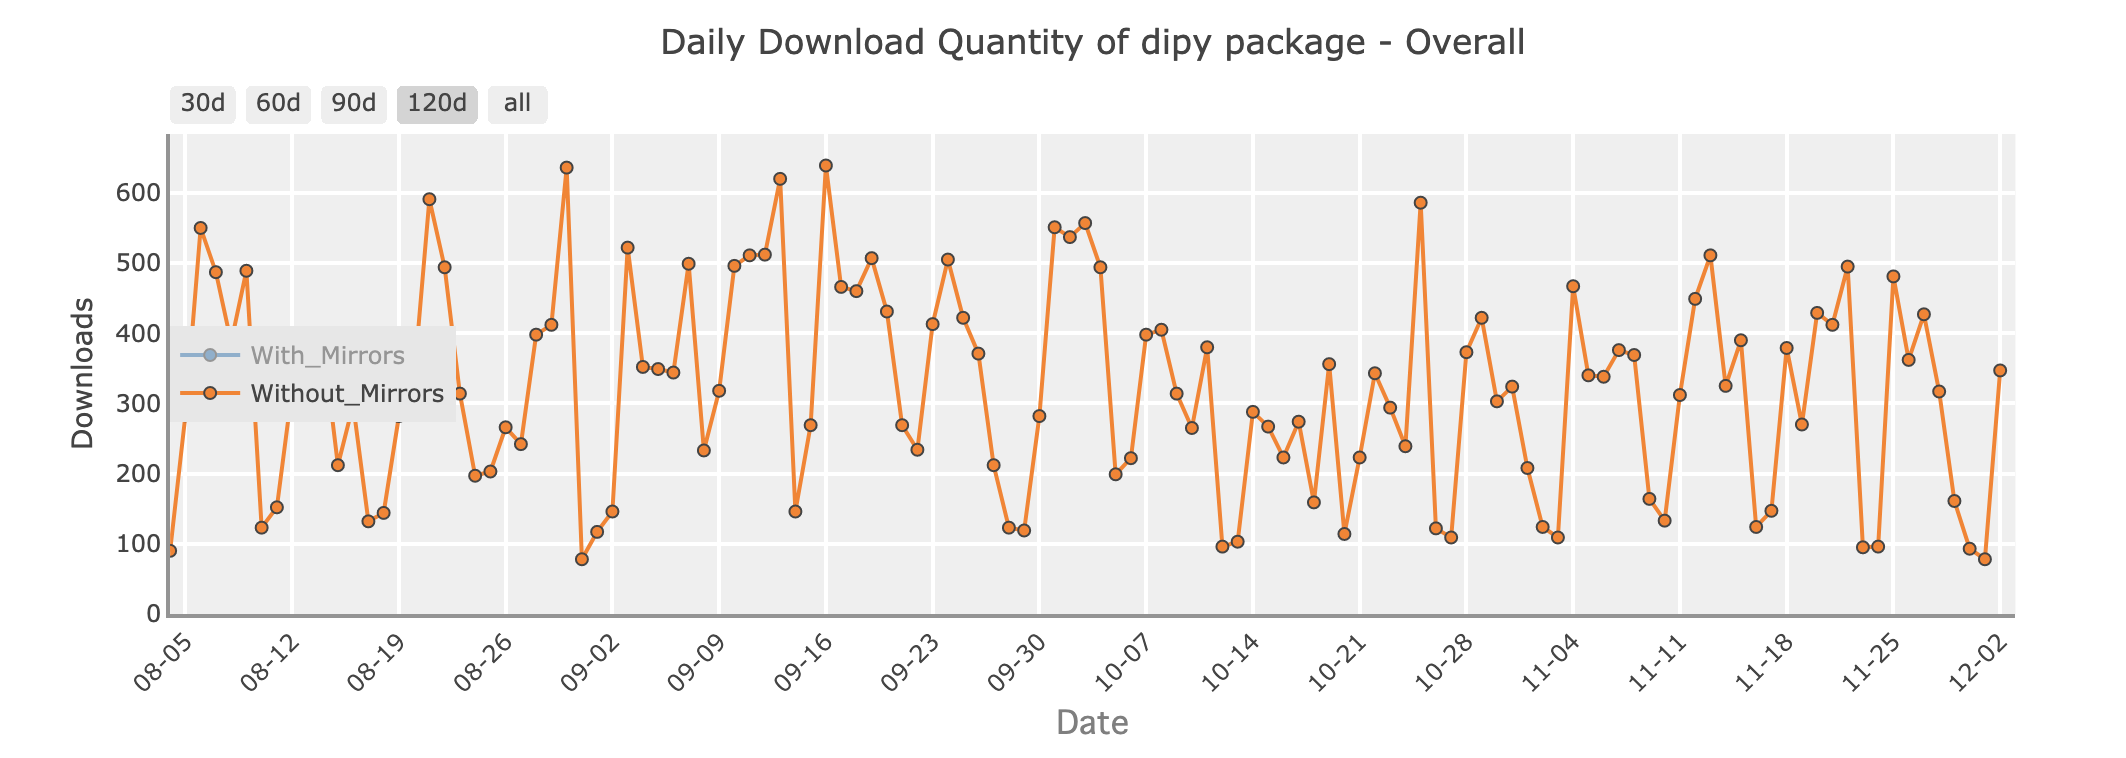 Daily Download Quantity of dipy package - Overall
30d 60d 90d 120d all
600
500
400
300
200
100
0
Downloads
With_Mirrors
Without_Mirrors
08-05 08-12 08-19 08-26 09-02 09-09 09-16 09-23 09-30 10-07 10-14 10-21 10-28 11-04 11-11 11-18 11-25 12-02
Date